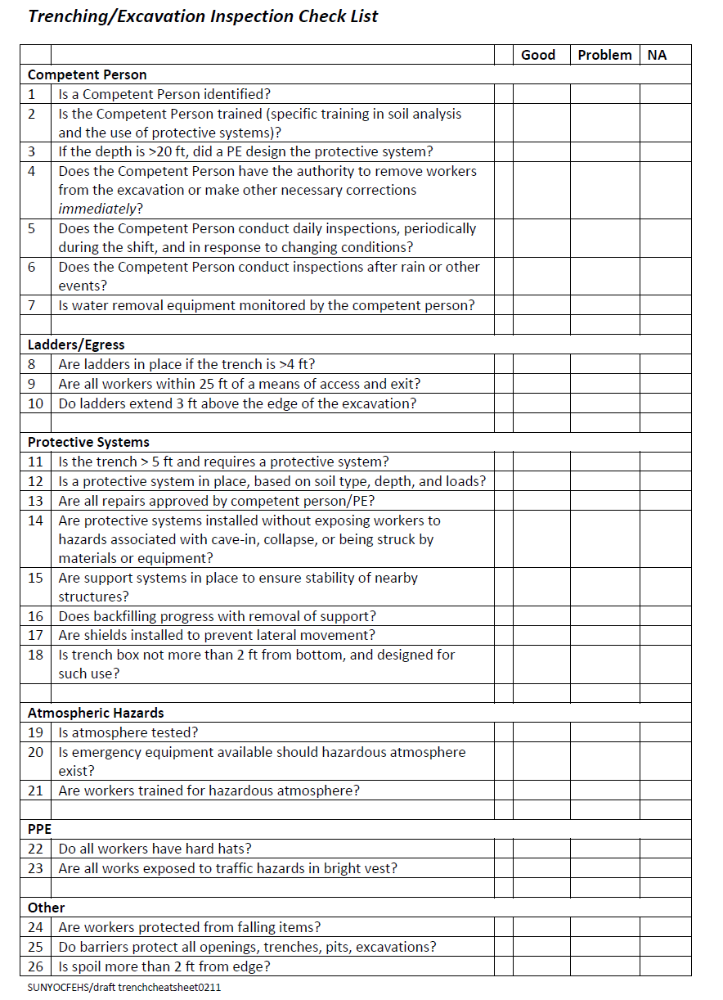 Trenching/Excavation Inspection Check List
Good Problem NA
Competent Person
1 Is a Competent Person identified?
2 Is the Competent Person trained (specific training in soil analysis
and the use of protective systems)?
3 If the depth is >20 ft, did a PE design the protective system?
4 Does the Competent Person have the authority to remove workers
from the excavation or make other necessary corrections
immediately?
5 Does the Competent Person conduct daily inspections, periodically
during the shift, and in response to changing conditions?
6 Does the Competent Person conduct inspections after rain or other
events?
7 Is water removal equipment monitored by the competent person?
Ladders/Egress
8 Are ladders in place if the trench is >4 ft?
9 Are all workers within 25 ft of a means of access and exit?
10 Do ladders extend 3 ft above the edge of the excavation?
Protective Systems
11 Is the trench > 5 ft and requires a protective system?
12 Is a protective system in place, based on soil type, depth, and loads?
13 Are all repairs approved by competent person/PE?
14 Are protective systems installed without exposing workers to
hazards associated with cave-in, collapse, or being struck by
materials or equipment?
15 Are support systems in place to ensure stability of nearby
structures?
16 Does backfilling progress with removal of support?
17 Are shields installed to prevent lateral movement?
18 Is trench box not more than 2 ft from bottom, and designed for
such use?
Atmospheric Hazards
19 Is atmosphere tested?
20 Is emergency equipment available should hazardous atmosphere
exist?
21 Are workers trained for hazardous atmosphere?
PPE
22 Do all workers have hard hats?
23 Are all works exposed to traffic hazards in bright vest?
Other
24 Are workers protected from falling items?
25 Do barriers protect all openings, trenches, pits, excavations?
26 Is spoil more than 2 ft from edge?
SUNYOCFEHS/draft trenchcheatsheet0211